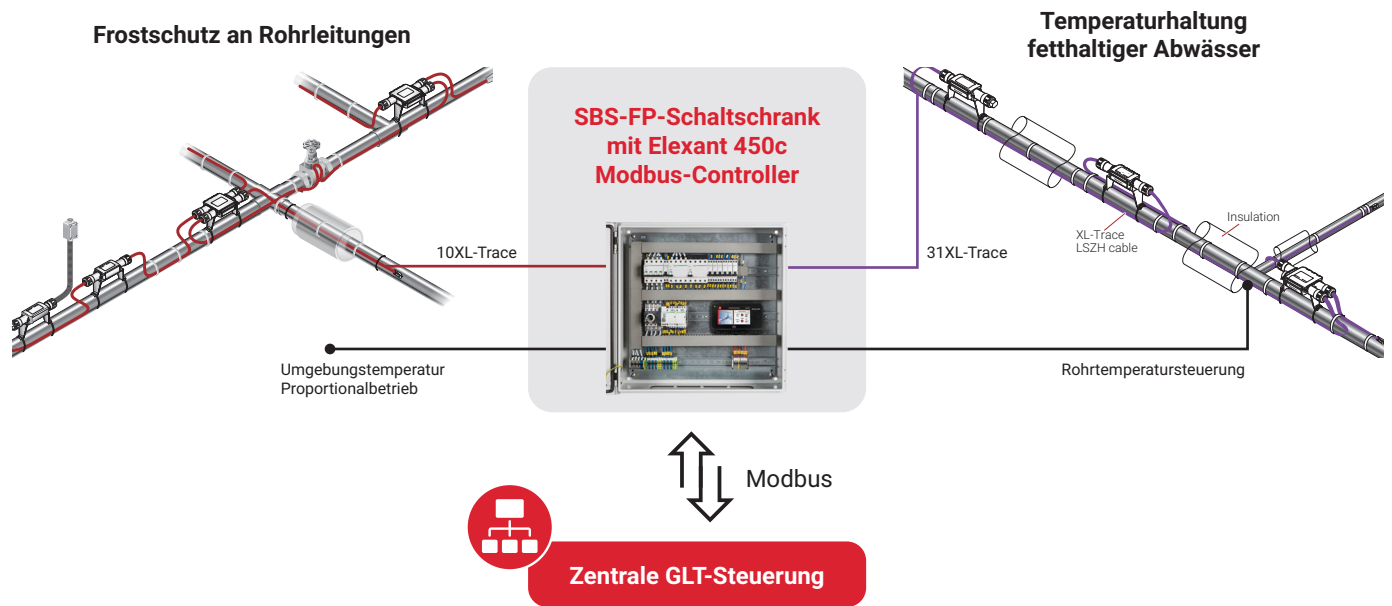 Frostschutz an Rohrleitungen
Temperaturhaltung
fetthaltiger Abwässer
SBS-FP-Schaltschrank
mit Elexant 450c
Modbus-Controller
10XL-Trace
31XL-Trace
XL-Trace
LSZH cable
Insulation
Umgebungstemperatur
Proportionalbetrieb
Rohrtemperatursteuerung
Modbus
Zentrale GLT-Steuerung